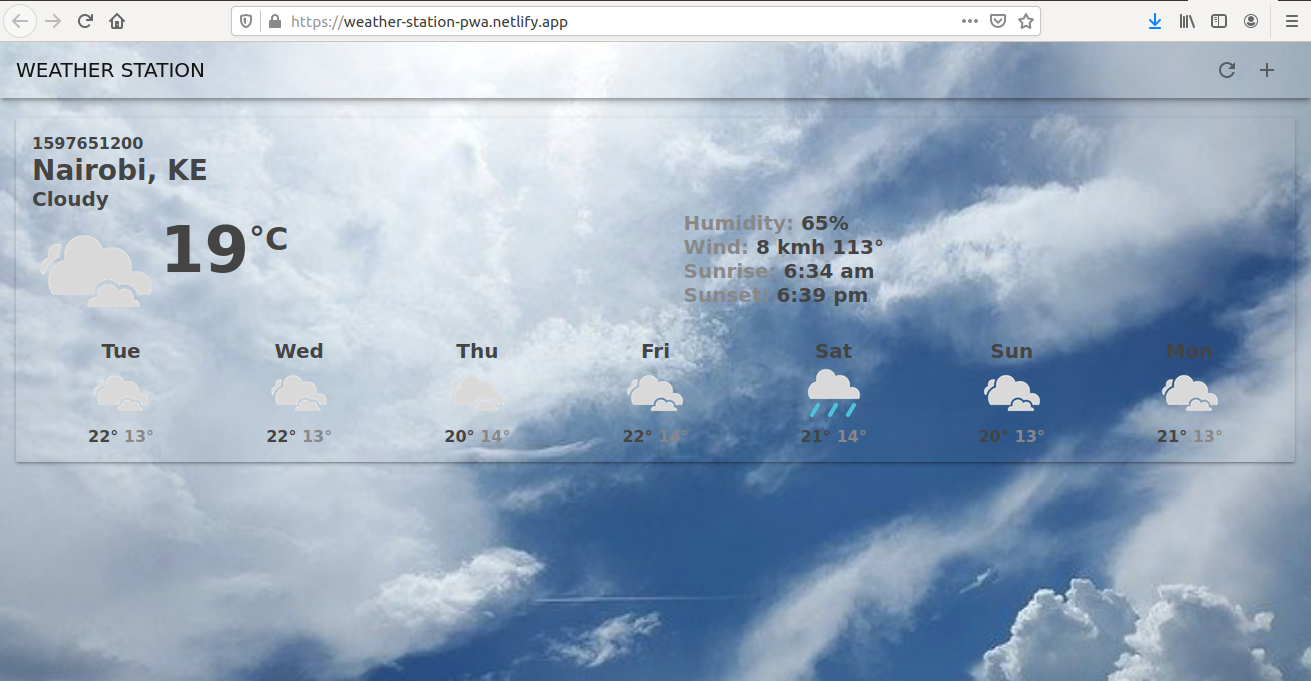 https://weather-station-pwa.netlify.app
WEATHER STATION
1597651200
Nairobi, KE
Cloudy
19°C
Humidity: 65%
Wind: 8 kmh 113°
Sunrise: 6:34 am
Sunset: 6:39 pm
Tue Wed Thu Fri Sat Sun Mon
22° 13° 22° 13° 20° 14° 22° 14° 21° 14° 20° 13° 21° 13°